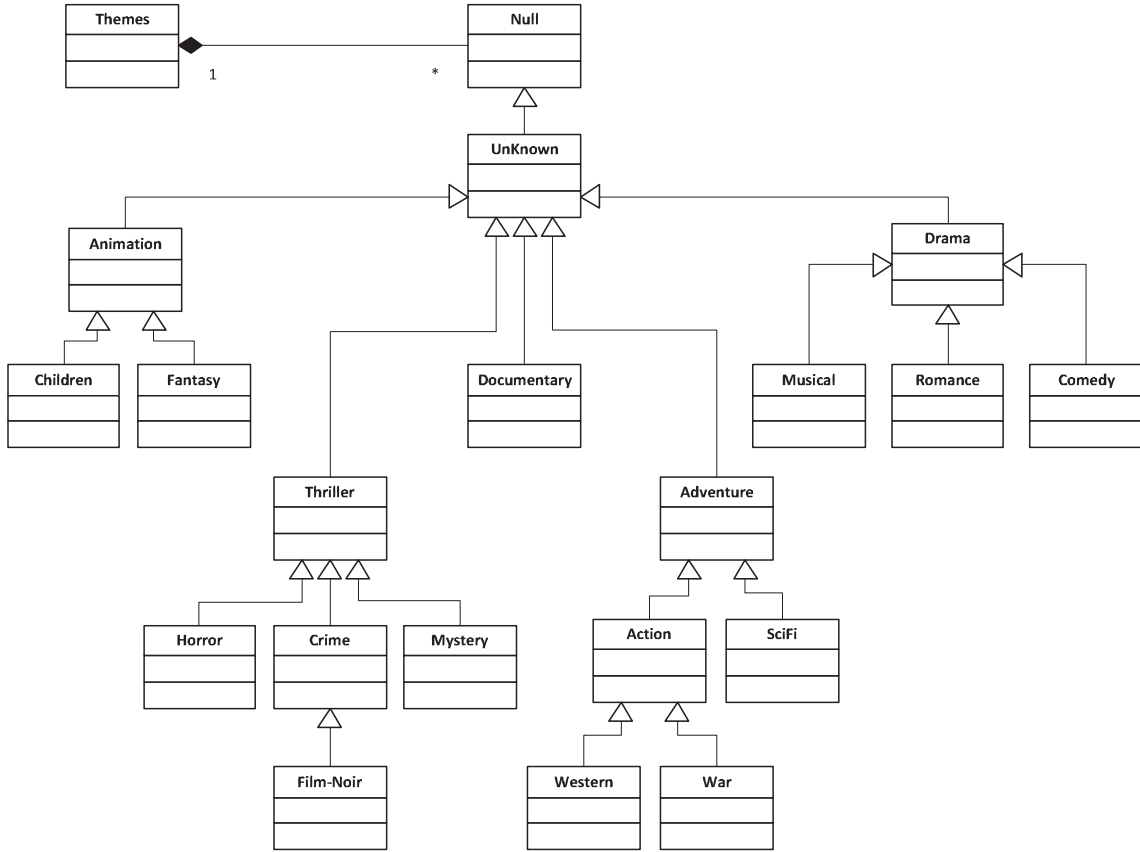 Themes
Null
1
*
UnKnown
Animation
Drama
Children
Fantasy
Documentary
Musical
Romance
Comedy
Thriller
Adventure
Horror
Crime
Mystery
Action
SciFi
Film-Noir
Western
War